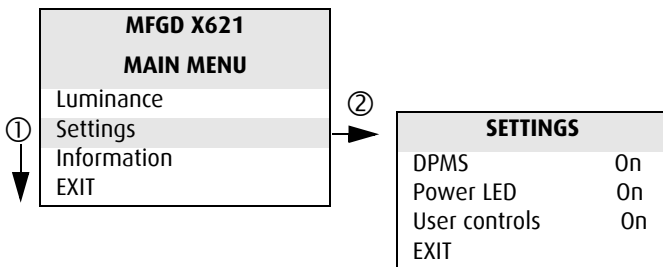 MFGD X621
MAIN MENU
Luminance
① Settings
Information
EXIT
②
SETTINGS
DPMS On
Power LED On
User controls On
EXIT